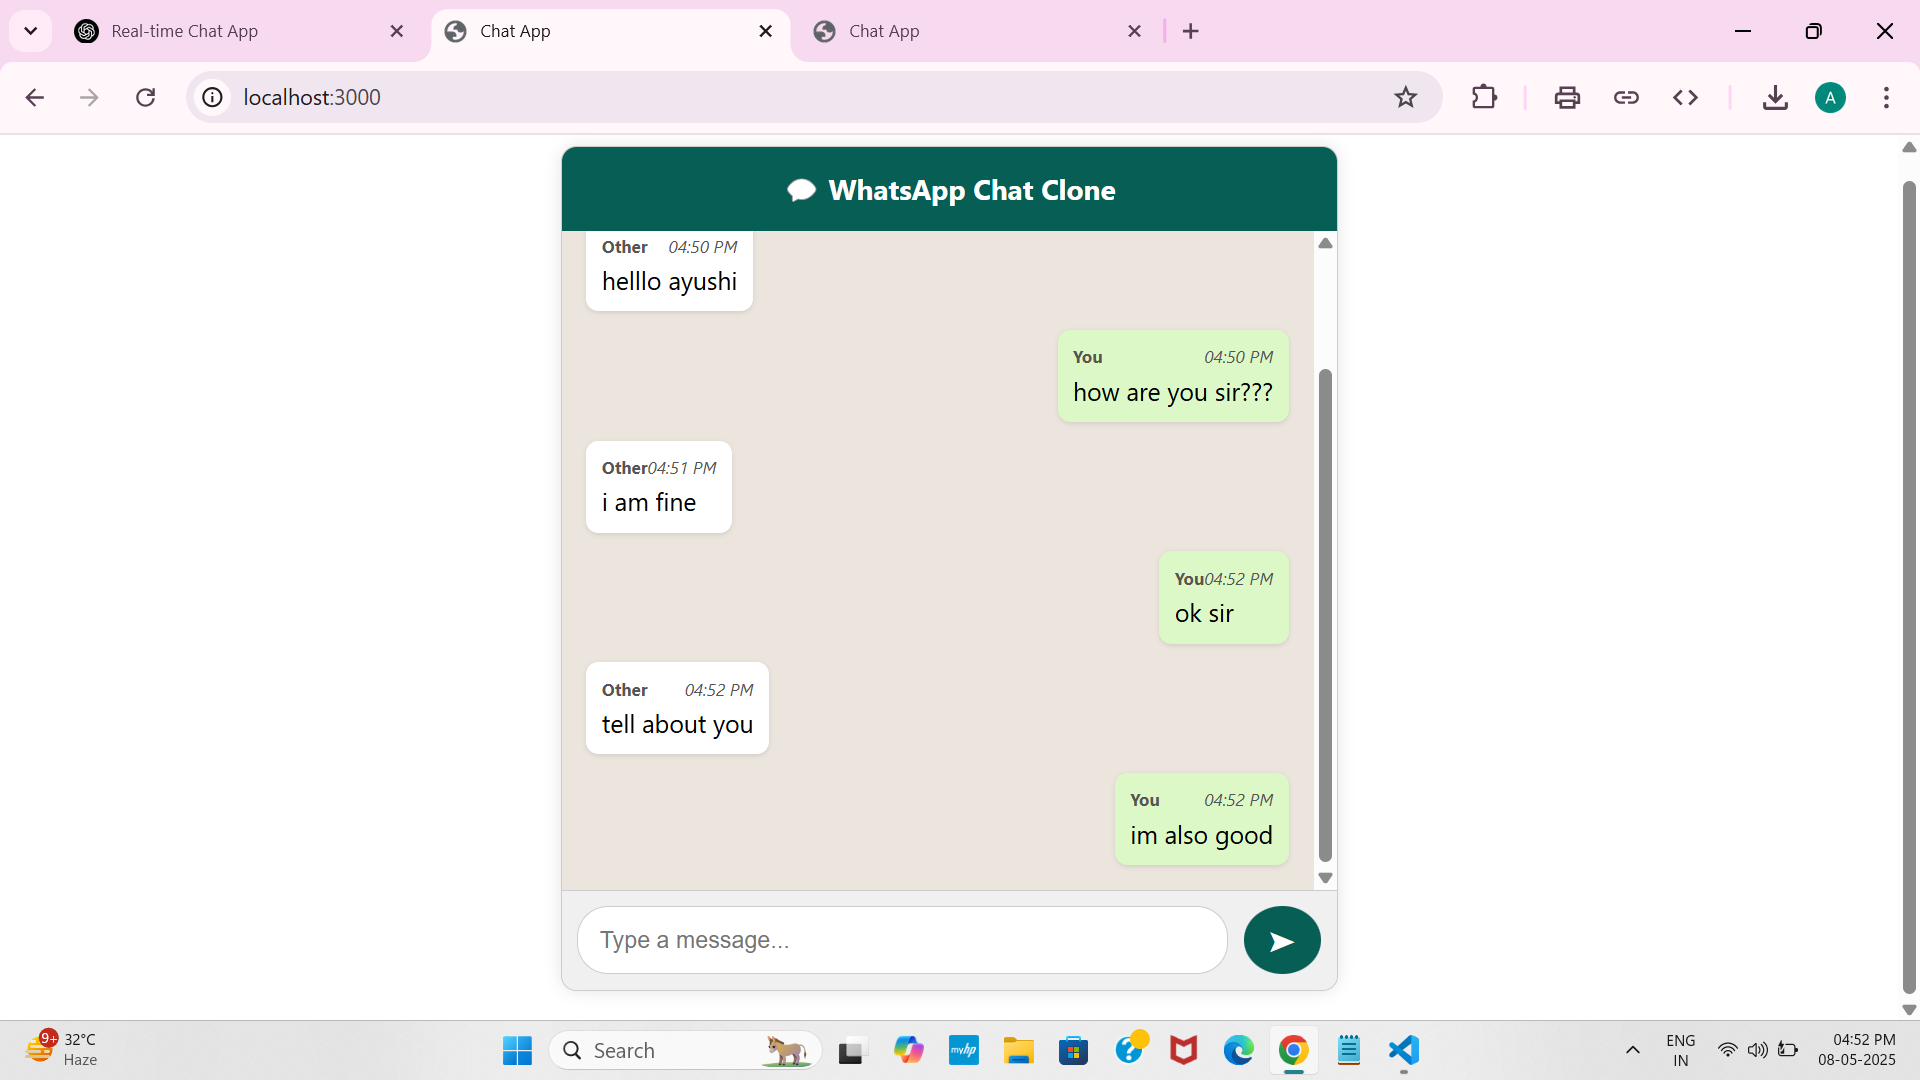 Real-time Chat App
Chat App
Chat App
localhost:3000
A
WhatsApp Chat Clone
Other 04:50 PM
helllo ayushi
You 04:50 PM
how are you sir???
Other04:51 PM
i am fine
You04:52 PM
ok sir
Other 04:52 PM
tell about you
You 04:52 PM
im also good
Type a message...
9+
32°C
Haze
Search
myhp
ENG
IN
04:52 PM
08-05-2025